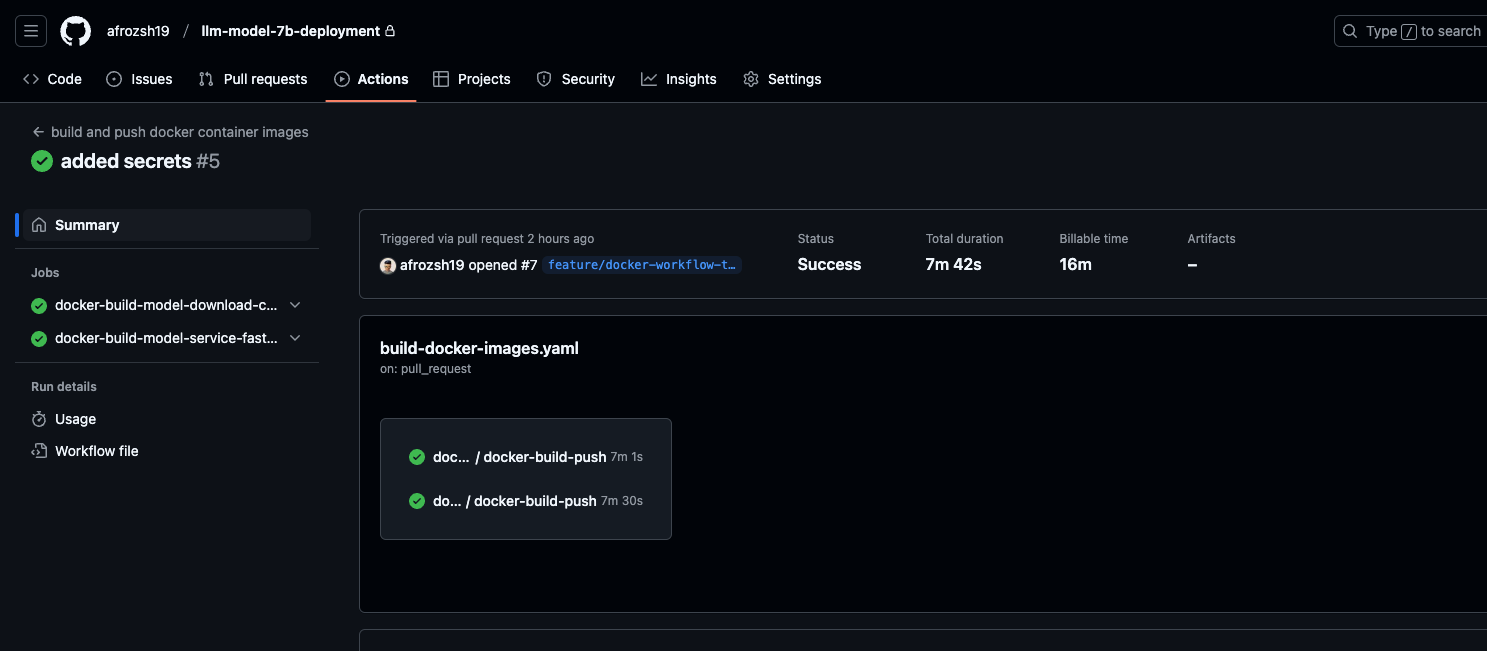 afrozsh19 / llm-model-7b-deployment
Type / to search
Code Issues Pull requests Actions Projects Security Insights Settings
← build and push docker container images
added secrets #5
Summary
Jobs
docker-build-model-download-c...
docker-build-model-service-fast...
Run details
Usage
Workflow file
Triggered via pull request 2 hours ago
afrozsh19 opened #7 feature/docker-workflow-t…
Status
Success
Total duration
7m 42s
Billable time
16m
Artifacts
–
build-docker-images.yaml
on: pull_request
doc... / docker-build-push 7m 1s
do... / docker-build-push 7m 30s